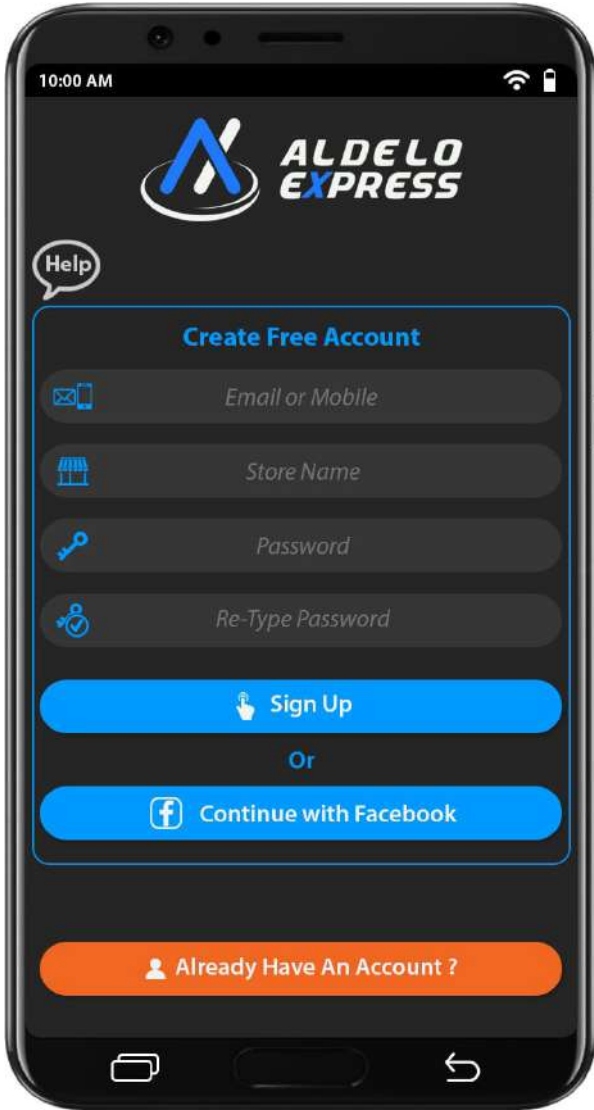 10:00 AM
ALDELO
EXPRESS
Help
Create Free Account
Email or Mobile
Store Name
Password
Re-Type Password
Sign Up
Or
Continue with Facebook
Already Have An Account ?